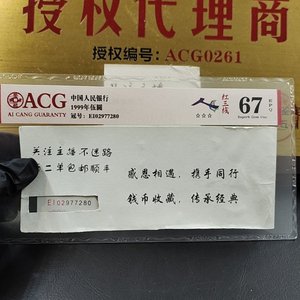 授权代理商
授权编号：ACG0261
ACG
AI CANG GUARANTY
中国人民银行
1999年伍圆
冠号：EI02977280
红三线
☆☆☆
67
EPQ
Superb Gem Unc
关注主播不迷路
二单包邮顺丰
感恩相遇，携手同行
钱币收藏，传承经典
EI02977280